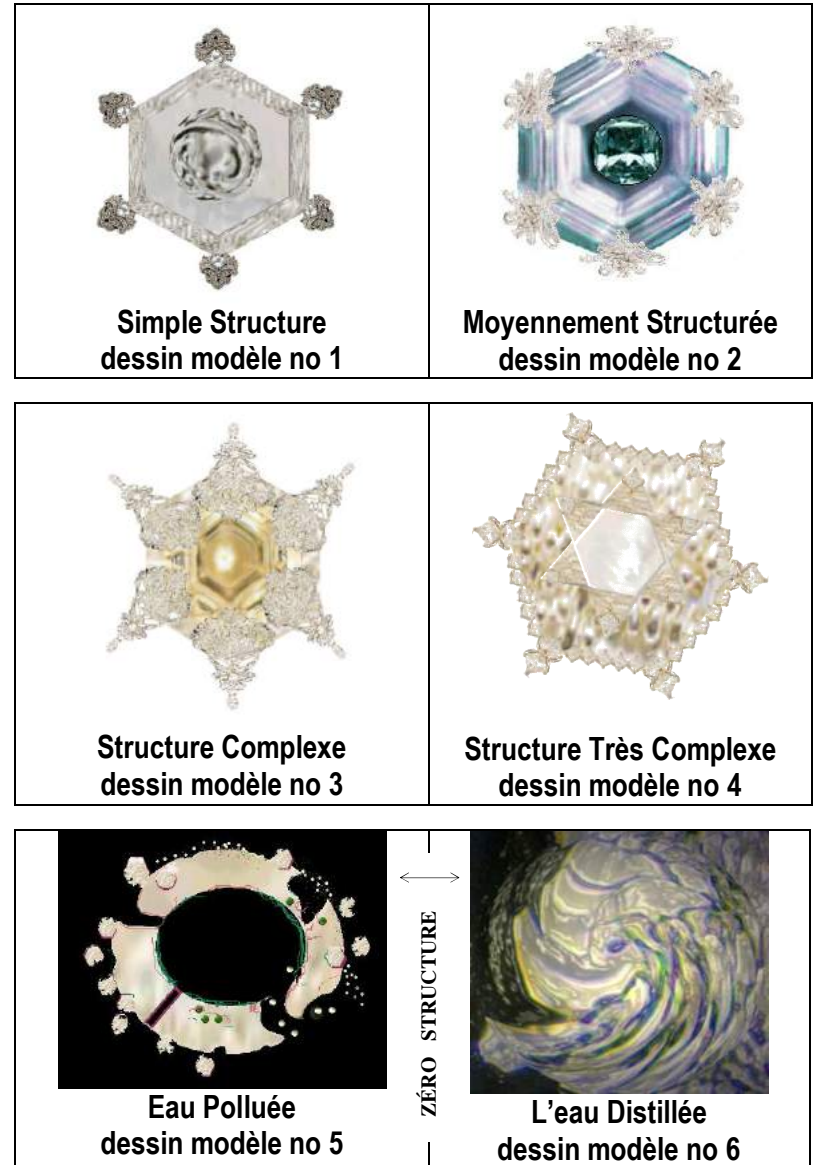 Simple Structure
dessin modèle no 1
Moyennement Structurée
dessin modèle no 2
Structure Complexe
dessin modèle no 3
Structure Très Complexe
dessin modèle no 4
ZÉRO STRUCTURE
Eau Polluée
dessin modèle no 5
L’eau Distillée
dessin modèle no 6